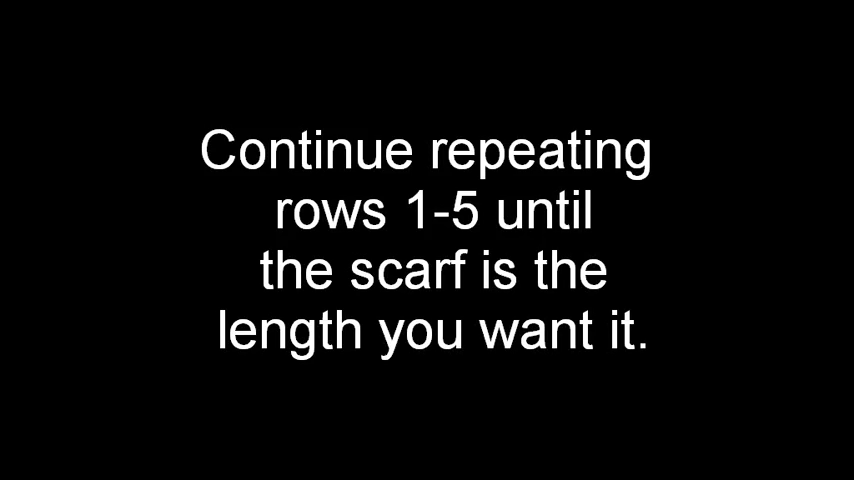 Continue repeating
rows 1-5 until
the scarf is the
length you want it.